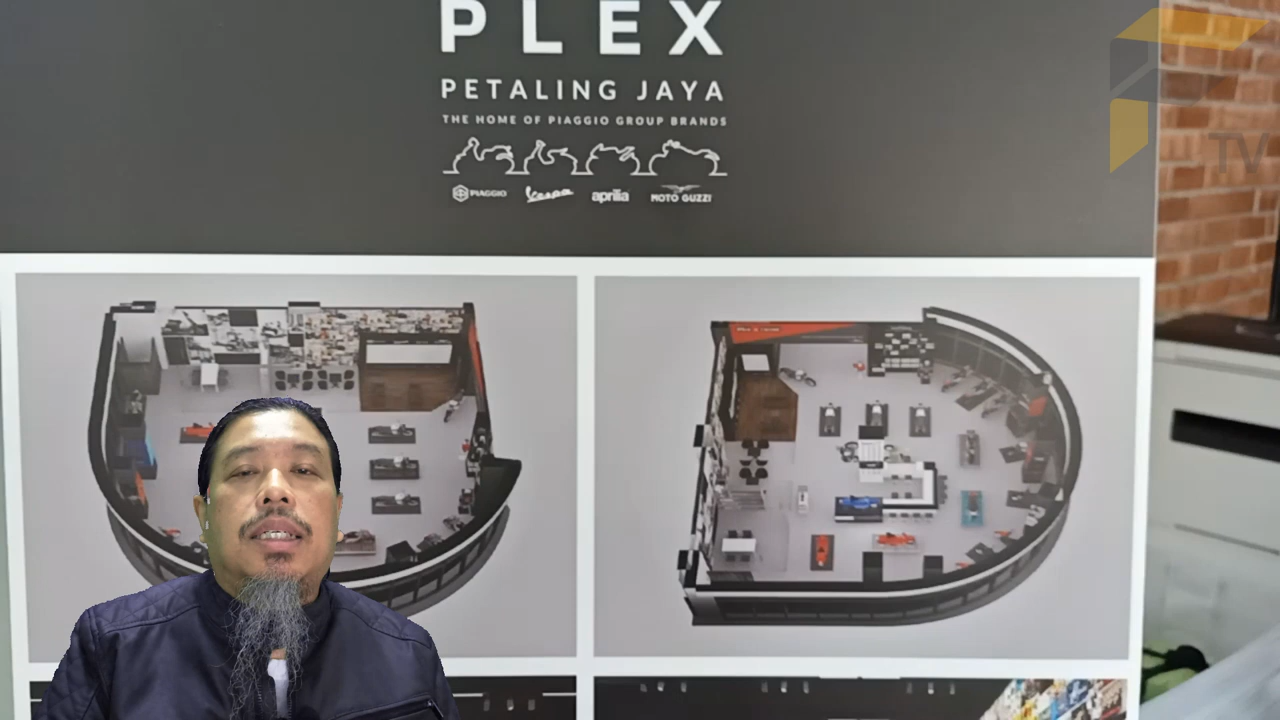 PLEX
PETALING JAYA
THE HOME OF PIAGGIO GROUP BRANDS
PIAGGIO Vespa aprilia MOTO GUZZI
TV